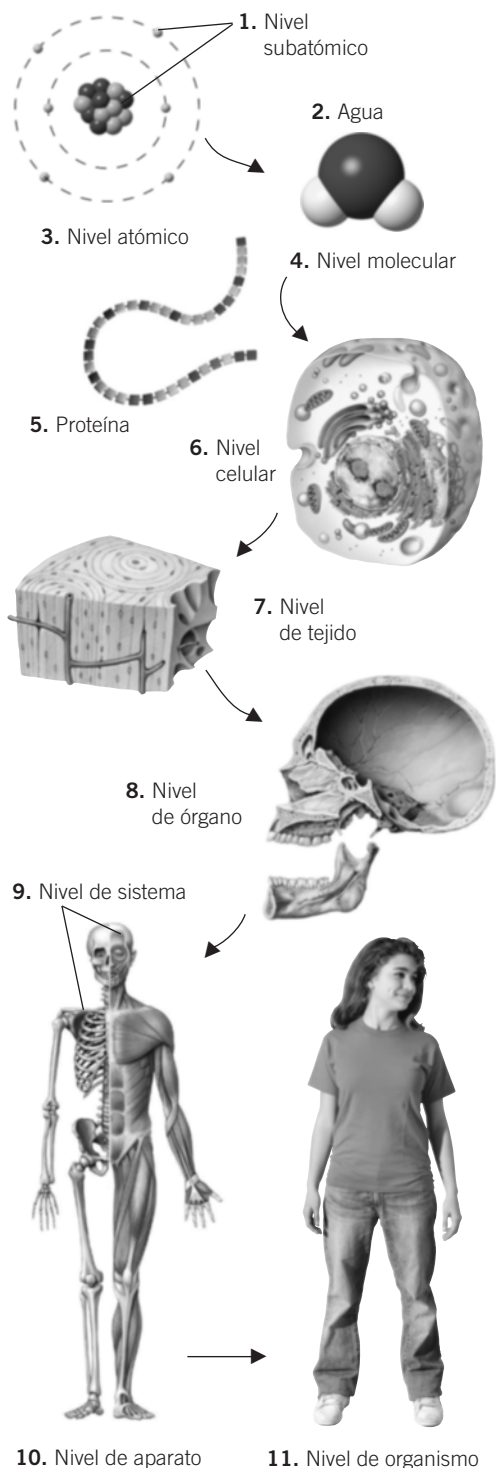 1. Nivel
subatómico
2. Agua
3. Nivel atómico
4. Nivel molecular
5. Proteína
6. Nivel
celular
7. Nivel
de tejido
8. Nivel
de órgano
9. Nivel de sistema
10. Nivel de aparato
11. Nivel de organismo